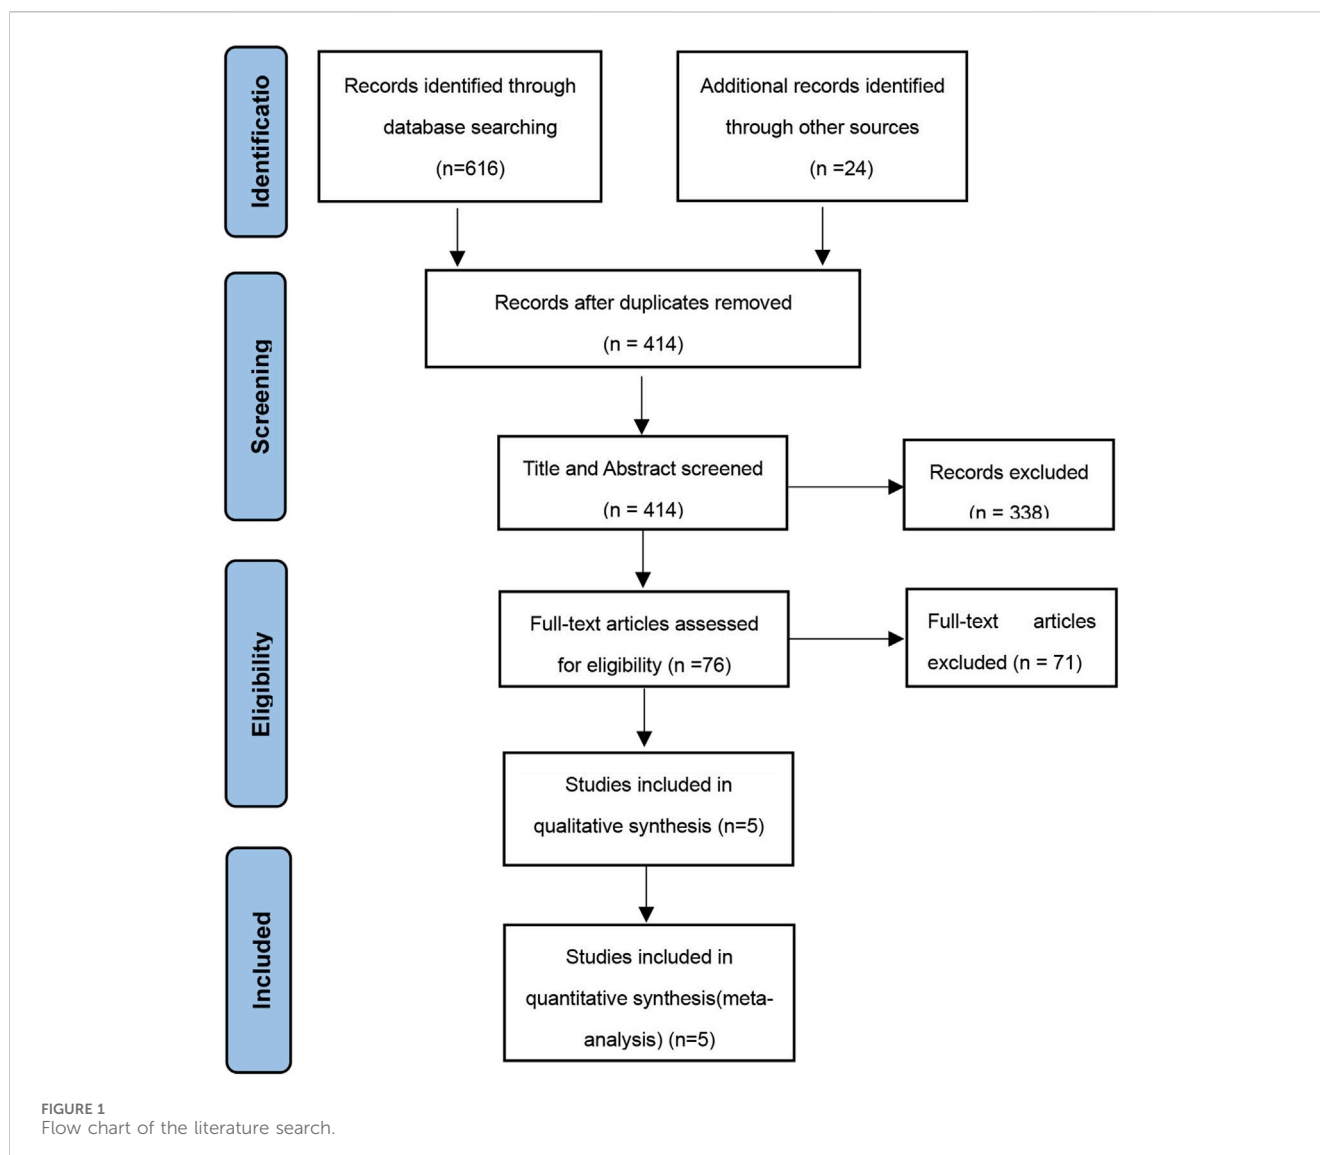 Identificatio
Records identified through
database searching
(n=616)
Additional records identified
through other sources
(n =24)
Screening
Records after duplicates removed
(n = 414)
Title and Abstract screened
(n = 414)
Records excluded
(n = 338)
Eligibility
Full-text articles assessed
for eligibility (n =76)
Full-text articles
excluded (n = 71)
Studies included in
qualitative synthesis (n=5)
Included
Studies included in
quantitative synthesis(meta-
analysis) (n=5)
FIGURE 1
Flow chart of the literature search.